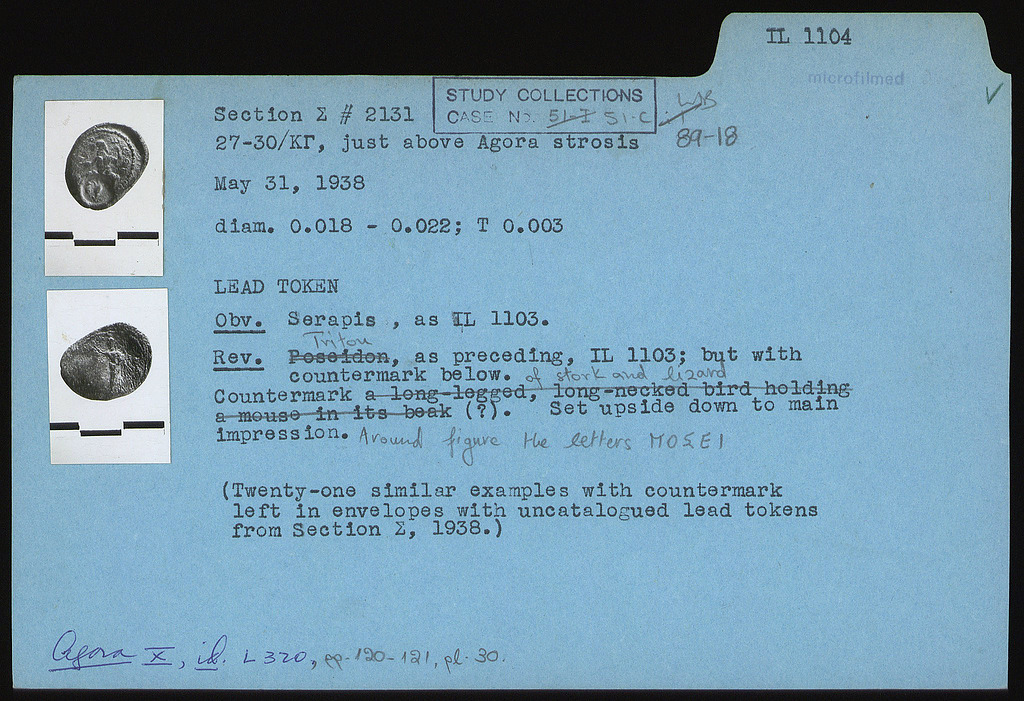 IL 1104
microfilmed
Section Σ # 2131
STUDY COLLECTIONS
CASE No. 51-I 51-C
89-18
27-30/ΚΓ, just above Agora strosis
May 31, 1938
diam. 0.018 - 0.022; T 0.003
LEAD TOKEN
Obv. Serapis , as IL 1103.
Triton
Rev. Poseidon, as preceding, IL 1103; but with
countermark below. of stork and lizard
Countermark a long-legged, long-necked bird holding
a mouse in its beak (?). Set upside down to main
impression. Around figure the letters ΜΟΣΕΙ
(Twenty-one similar examples with countermark
left in envelopes with uncatalogued lead tokens
from Section Σ, 1938.)
Agora X, id. L 320, pp. 120-121, pl. 30.